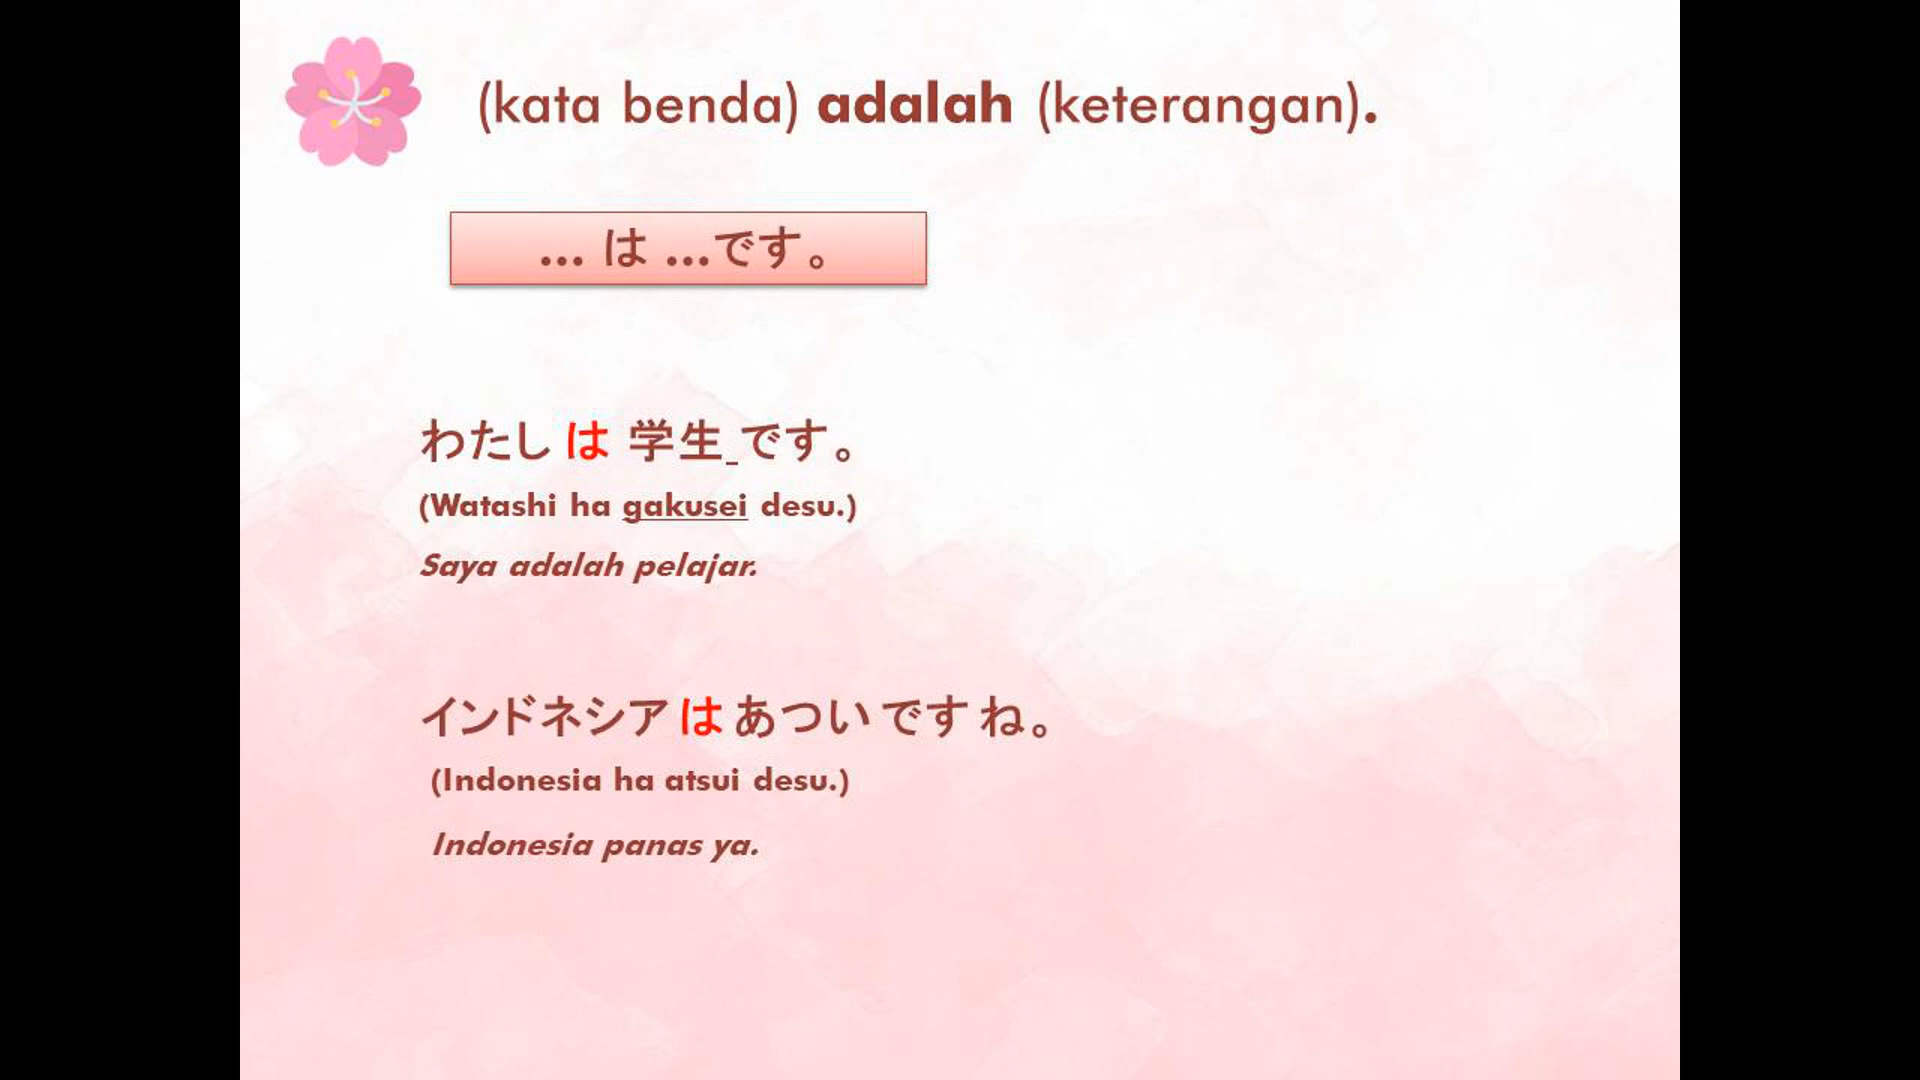 (kata benda) adalah (keterangan).
... は ...です。
わたし は 学生 です。
(Watashi ha gakusei desu.)
Saya adalah pelajar.
インドネシア は あつい です ね。
(Indonesia ha atsui desu.)
Indonesia panas ya.